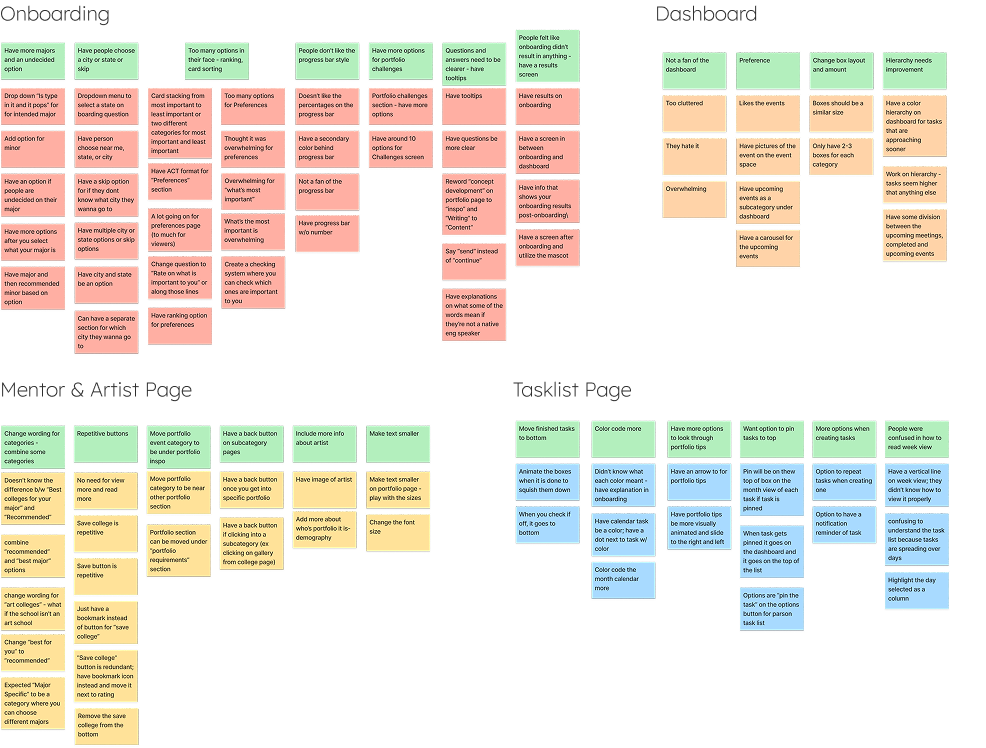 Onboarding
Have more majors
and an undecided
option
Have people choose
a city or state or
skip
Too many options in
their face - ranking,
card sorting
People don't like the
progress bar style
Have more options
for portfolio
challenges
Questions and
answers need to be
clearer - have
tooltips
People felt like
onboarding didn't
result in anything -
have a results
screen
Drop down "is type
in it and it pops" for
intended major
Add option for
minor
Have an option if
people are
undecided on their
major
Have more options
after you select
what your major is
Have major and
then recommended
minor based on
option
Dropdown menu to
select a state on
boarding question
Have person
choose near me,
state, or city
Have a skip option
for if they dont
know what city they
wanna go to
Have multiple city or
state options or skip
options
Have city and state
be an option
Can have a separate
section for which
city they wanna go
to
Card stacking from
most important to
least important or
two different
categories for most
important and least
important
Have ACT format for
"Preferences"
section
A lot going on for
preferences page
(to much for
viewers)
Change question to
"Rate on what is
important to you" or
along those lines
Have ranking option
for preferences
Too many options
for Preferences
Thought it was
overwhelming for
preferences
Overwhelming for
"what's most
important"
What's the most
important is
overwhelming
Create a checking
system where you
can check which
ones are important
to you
Doesn't like the
percentages on the
progress bar
Have a secondary
color behind
progress bar
Not a fan of the
progress bar
Have progress bar
w/o number
Portfolio challenges
section - have more
options
Have around 10
options for
Challenges screen
Have tooltips
Have questions be
more clear
Reword "concept
development" on
portfolio page to
"inspo" and
"Writing" to
"Content"
Say "send" instead
of "continue"
Have explanations
on what some of the
words mean if
they're not a native
eng speaker
Have results on
onboarding
Have a screen in
between
onboarding and
dashboard
Have info that
shows your
onboarding results
post-onboarding\
Have a screen after
onboarding and
utilize the mascot
Dashboard
Not a fan of the
dashboard
Preference
Change box layout
and amount
Hierarchy needs
improvement
Too cluttered
They hate it
Overwhelming
Likes the events
Have pictures of the
event on the event
space
Have upcoming
events as a
subcategory under
dashboard
Have a carousel for
the upcoming
events
Boxes should be a
similar size
Only have 2-3
boxes for each
category
Have a color
hierarchy on
dashboard for tasks
that are
approaching
sooner
Work on hierarchy -
tasks seem higher
that anything else
Have some division
between the
upcoming meetings,
completed and
upcoming events
Mentor & Artist Page
Change wording for
categories -
combine some
categories
Repetitive buttons
Move portfolio
event category to
be under portfolio
inspo
Have a back button
on subcategory
pages
Include more info
about artist
Make text smaller
Doesn't know the
difference b/w "Best
colleges for your
major" and
"Recommended"
combine
"recommended"
and "best major"
options
change wording for
"art colleges" - what
if the school isn't an
art school
Change "best for
you" to
"recommended"
Expected "Major
Specific" to be a
category where you
can choose
different majors
No need for view
more and read
more
Save college is
repetitive
Save button is
repetitive
Just have a
bookmark instead
of button for "save
college"
"Save college"
button is redundant;
have bookmark icon
instead and move it
next to rating
Remove the save
college from the
bottom
Move portfolio
category to be near
other portfolio
section
Portfolio section
can be moved under
"portfolio
requirements"
section
Have a back button
once you get into
specific portfolio
Have a back button
if clicking into a
subcategory (ex
clicking on gallery
from college page)
Have image of artist
Add more about
who's portfolio it is-
demography
Make text smaller
on portfolio page -
play with the sizes
Change the font
size
Tasklist Page
Move finished tasks
to bottom
Color code more
Have more options
to look through
portfolio tips
Want option to pin
tasks to top
More options when
creating tasks
People were
confused in how to
read week view
Animate the boxes
when it is done to
squish them down
When you check if
off, it goes to
bottom
Didn't know what
each color meant -
have explanation in
onboarding
Have calendar task
be a color; have a
dot next to task w/
color
Color code the
month calendar
more
Have an arrow for
portfolio tips
Have portfolio tips
be more visually
animated and slide
to the right and left
Pin will be on thew
top of box on the
month view of each
task if task is
pinned
When task gets
pinned it goes on
the dashboard and
it goes on the top of
the list
Options are "pin the
task" on the options
button for parson
task list
Option to repeat
tasks when creating
one
Option to have a
notification
reminder of task
Have a vertical line
on week view; they
didn't know how to
view it properly
confusing to
understand the task
list because tasks
are spreading over
days
Highlight the day
selected as a
column